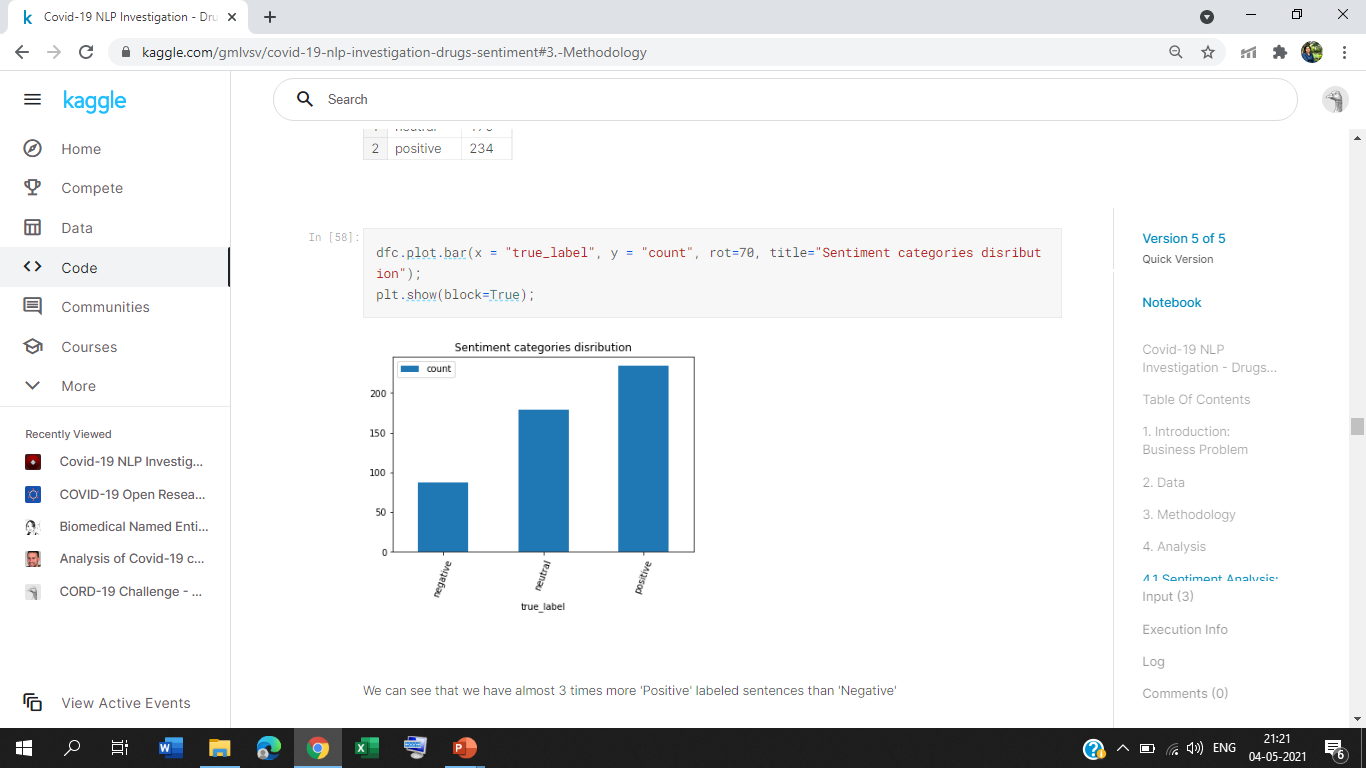 Covid-19 NLP Investigation - Dru
kaggle.com/gmlvsv/covid-19-nlp-investigation-drugs-sentiment#3.-Methodology
kaggle
Search
Home
Compete
Data
Code
Communities
Courses
More
Recently Viewed
Covid-19 NLP Investig...
COVID-19 Open Resea...
Biomedical Named Enti...
Analysis of Covid-19 c...
CORD-19 Challenge - ...
View Active Events
2 positive 234
In [58]:
dfc.plot.bar(x = "true_label", y = "count", rot=70, title="Sentiment categories disribut
ion");
plt.show(block=True);
Sentiment categories disribution
count
200
150
100
50
0
negative
neutral
positive
true_label
We can see that we have almost 3 times more 'Positive' labeled sentences than 'Negative'
Version 5 of 5
Quick Version
Notebook
Covid-19 NLP
Investigation - Drugs...
Table Of Contents
1. Introduction:
Business Problem
2. Data
3. Methodology
4. Analysis
4.1 Sentiment Analysis:
Input (3)
Execution Info
Log
Comments (0)
ENG
21:21
04-05-2021
6